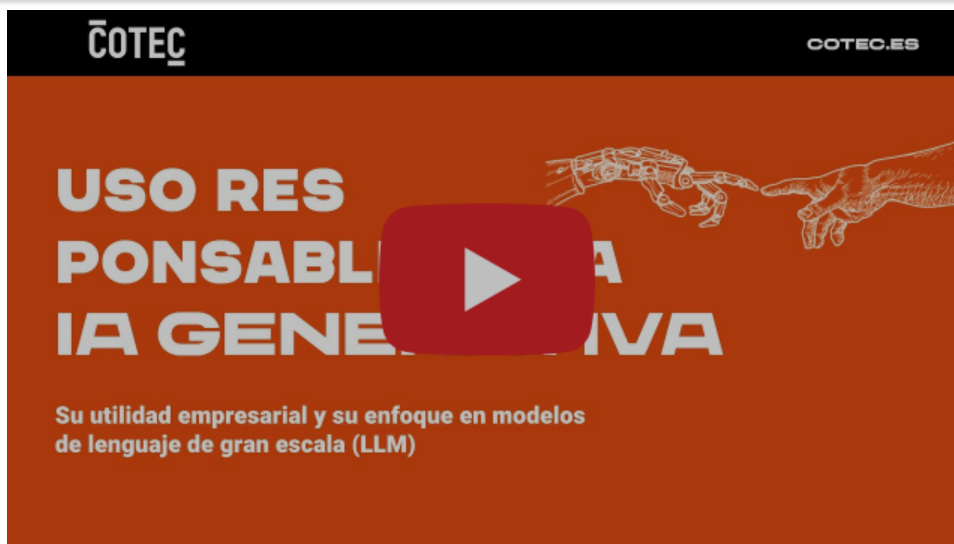 COTEC
COTEC.ES
USO RES
PONSABL A
IA GENE IVA
Su utilidad empresarial y su enfoque en modelos
de lenguaje de gran escala (LLM)